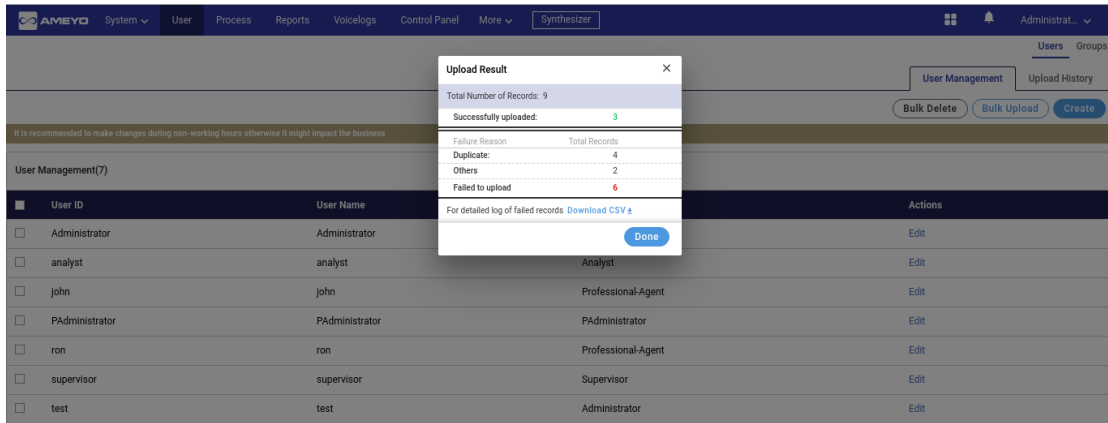 AMEYO System User Process Reports Voicelogs Control Panel More Synthesizer Administrat...
Users Groups
User Management Upload History
Bulk Delete Bulk Upload Create
It is recommended to make changes during non-working hours otherwise it might impact the business
User Management(7)
User ID User Name Actions
Administrator Administrator Edit
analyst analyst Analyst Edit
john john Professional-Agent Edit
PAdministrator PAdministrator PAdministrator Edit
ron ron Professional-Agent Edit
supervisor supervisor Supervisor Edit
test test Administrator Edit
Upload Result
Total Number of Records: 9
Successfully uploaded: 3
Failure Reason Total Records
Duplicate: 4
Others 2
Failed to upload 6
For detailed log of failed records Download CSV
Done